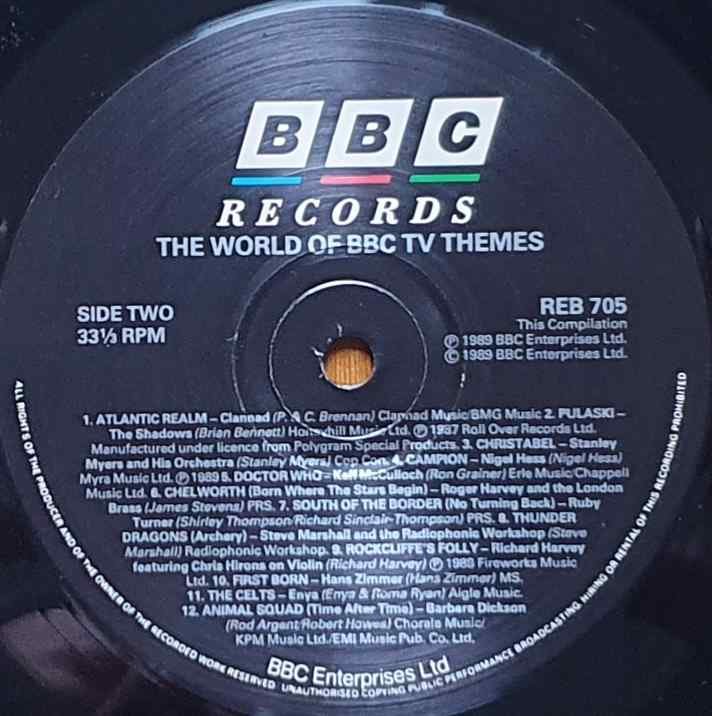 BBC
RECORDS
THE WORLD OF BBC TV THEMES
SIDE TWO
33⅓ RPM
REB 705
This Compilation
Ⓟ 1989 BBC Enterprises Ltd.
© 1989 BBC Enterprises Ltd.
1. ATLANTIC REALM – Clannad (P. & C. Brennan) Clannad Music/BMG Music 2. PULASKI –
The Shadows (Brian Bennett) Honeyhill Music Ltd. Ⓟ 1987 Roll Over Records Ltd.
Manufactured under licence from Polygram Special Products. 3. CHRISTABEL – Stanley
Myers and His Orchestra (Stanley Myers) Cop Con. 4. CAMPION – Nigel Hess (Nigel Hess)
Myra Music Ltd. Ⓟ 1989 5. DOCTOR WHO – Keff McCulloch (Ron Grainer) Erle Music/Chappell
Music Ltd. 6. CHELWORTH (Born Where The Stars Begin) – Roger Harvey and the London
Brass (James Stevens) PRS. 7. SOUTH OF THE BORDER (No Turning Back) – Ruby
Turner (Shirley Thompson/Richard Sinclair-Thompson) PRS. 8. THUNDER
DRAGONS (Archery) – Steve Marshall and the Radiophonic Workshop (Steve
Marshall) Radiophonic Workshop. 9. ROCKCLIFFE'S FOLLY – Richard Harvey
featuring Chris Hirons on Violin (Richard Harvey) Ⓟ 1988 Fireworks Music
Ltd. 10. FIRST BORN – Hans Zimmer (Hans Zimmer) MS.
11. THE CELTS – Enya (Enya & Roma Ryan) Aigle Music.
12. ANIMAL SQUAD (Time After Time) – Barbara Dickson
(Rod Argent/Robert Howes) Chorale Music/
KPM Music Ltd./EMI Music Pub. Co. Ltd.
BBC Enterprises Ltd
ALL RIGHTS OF THE PRODUCER AND OF THE OWNER OF THE RECORDED WORK RESERVED · UNAUTHORISED COPYING PUBLIC PERFORMANCE BROADCASTING HIRING OR RENTAL OF THIS RECORDING PROHIBITED